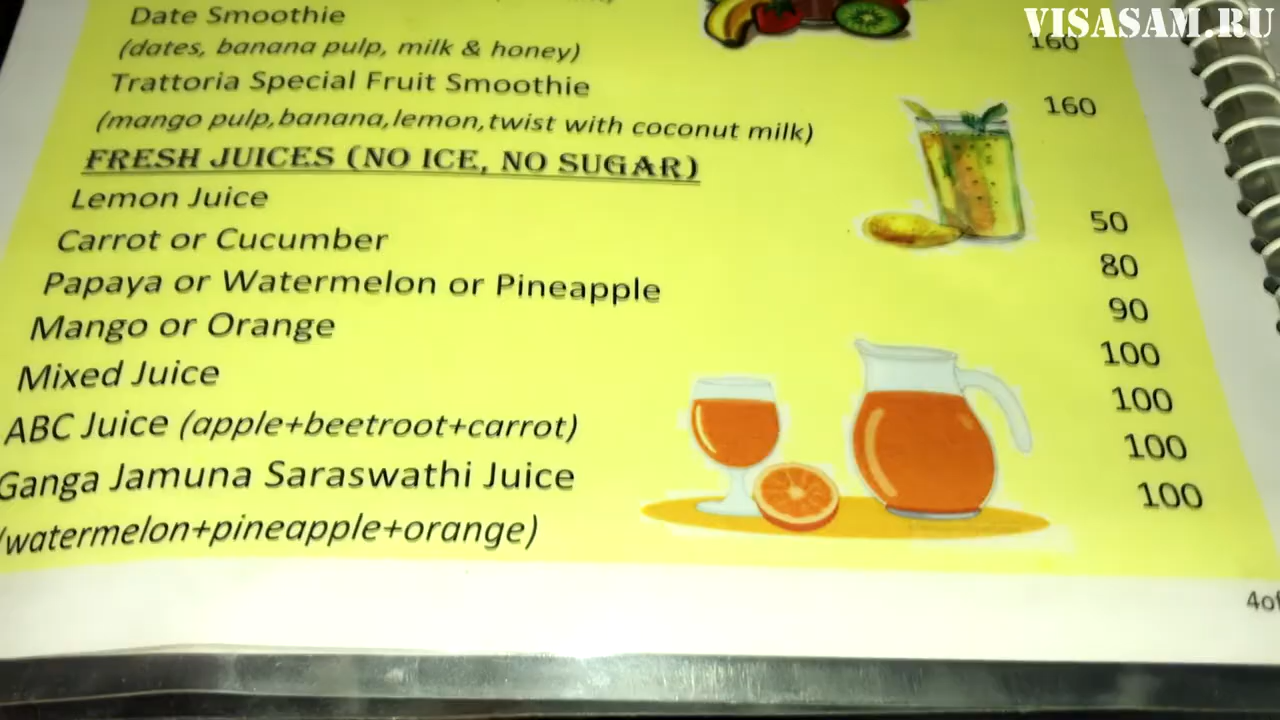 VISASAM.RU
Date Smoothie 160
(dates, banana pulp, milk & honey)
Trattoria Special Fruit Smoothie 160
(mango pulp,banana,lemon,twist with coconut milk)
FRESH JUICES (NO ICE, NO SUGAR)
Lemon Juice 50
Carrot or Cucumber 80
Papaya or Watermelon or Pineapple 90
Mango or Orange 100
Mixed Juice 100
ABC Juice (apple+beetroot+carrot) 100
Ganga Jamuna Saraswathi Juice 100
(watermelon+pineapple+orange)
4of